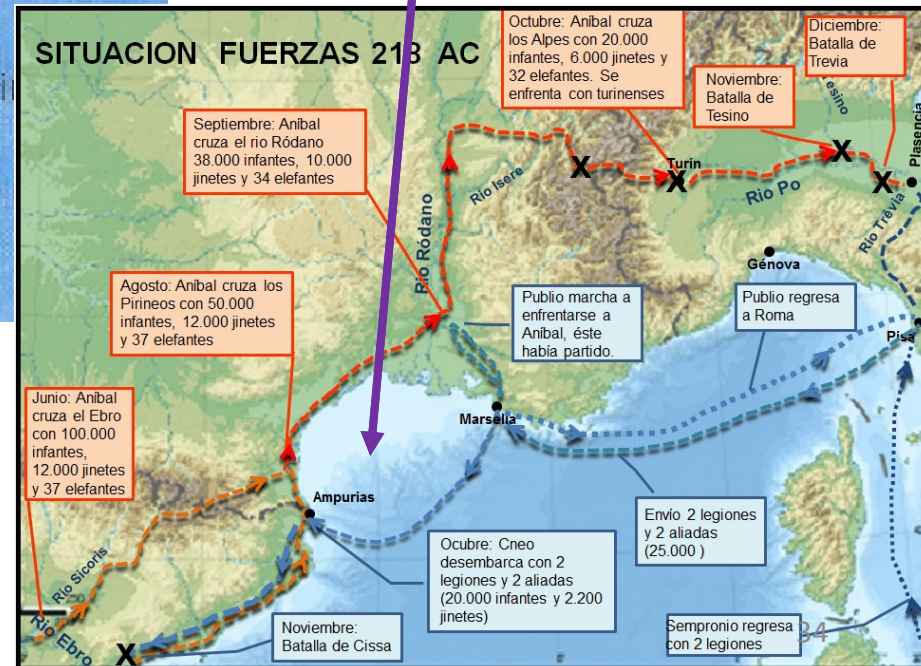 SITUACION FUERZAS 218 AC
Octubre: Aníbal cruza
los Alpes con 20.000
infantes, 6.000 jinetes y
32 elefantes. Se
enfrenta con turinenses
Diciembre:
Batalla de
Trevia
Noviembre:
Batalla de
Tesino
Tesino
Plasencia
Septiembre: Aníbal
cruza el rio Ródano
38.000 infantes, 10.000
jinetes y 34 elefantes
Rio Isere
Turín
Rio Po
Rio Trévia
Rio Ródano
Génova
Agosto: Aníbal cruza los
Pirineos con 50.000
infantes, 12.000 jinetes
y 37 elefantes
Publio marcha a
enfrentarse a
Aníbal, éste
había partido.
Publio regresa
a Roma
Pisa
Marsella
Junio: Aníbal
cruza el Ebro
con 100.000
infantes,
12.000 jinetes
y 37 elefantes
Ampurias
Envío 2 legiones
y 2 aliadas
(25.000 )
Ocubre: Cneo
desembarca con 2
legiones y 2 aliadas
(20.000 infantes y 2.200
jinetes)
Rio Sicoris
Rio Ebro
Noviembre:
Batalla de Cissa
Sempronio regresa
con 2 legiones
34